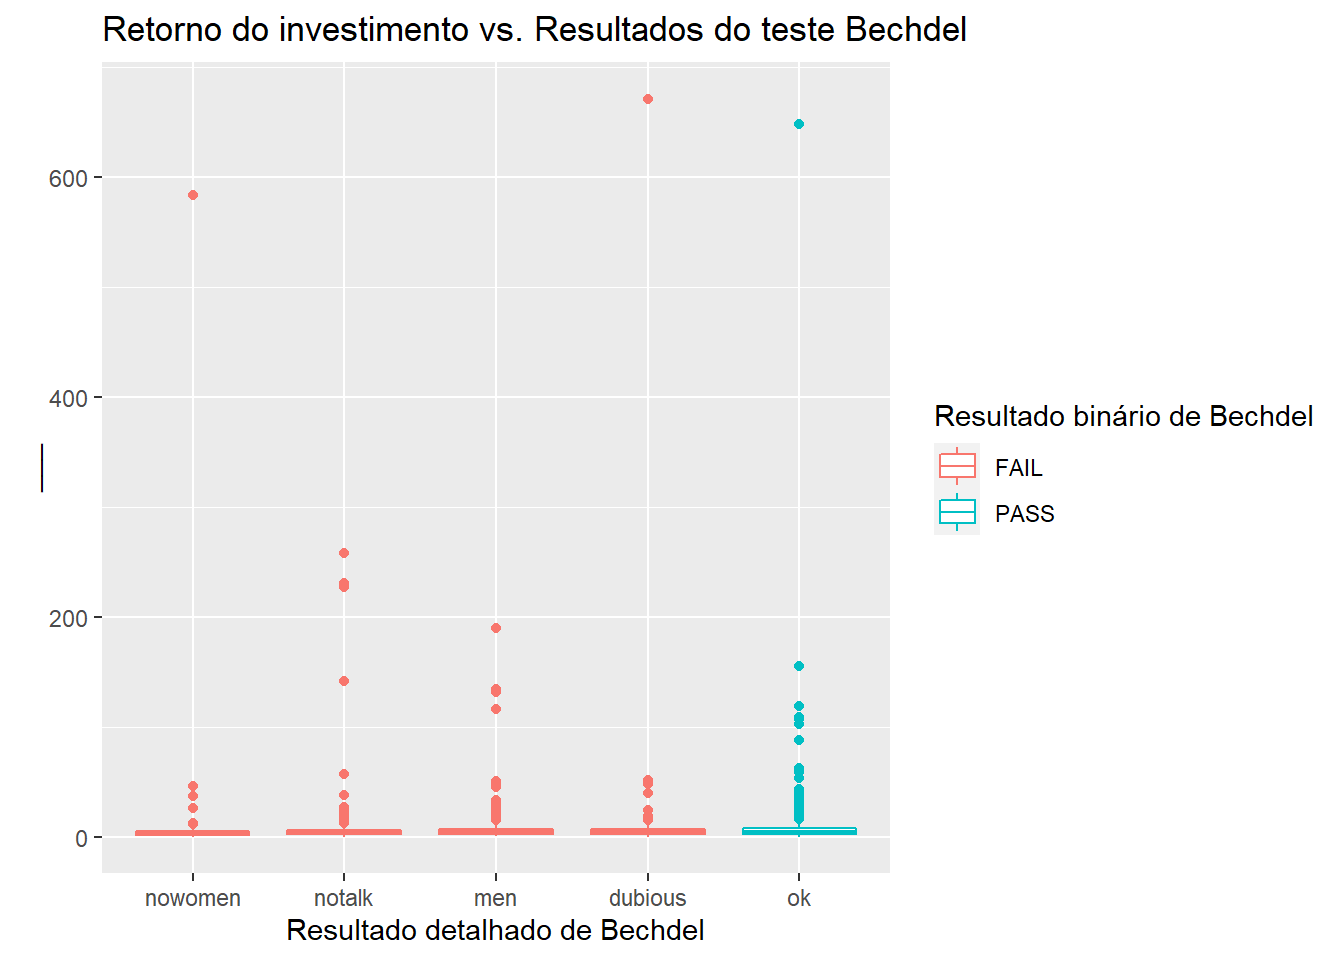 Retorno do investimento vs. Resultados do teste Bechdel
600
400
200
0
nowomen notalk men dubious ok
Resultado detalhado de Bechdel
Resultado binário de Bechdel
FAIL
PASS